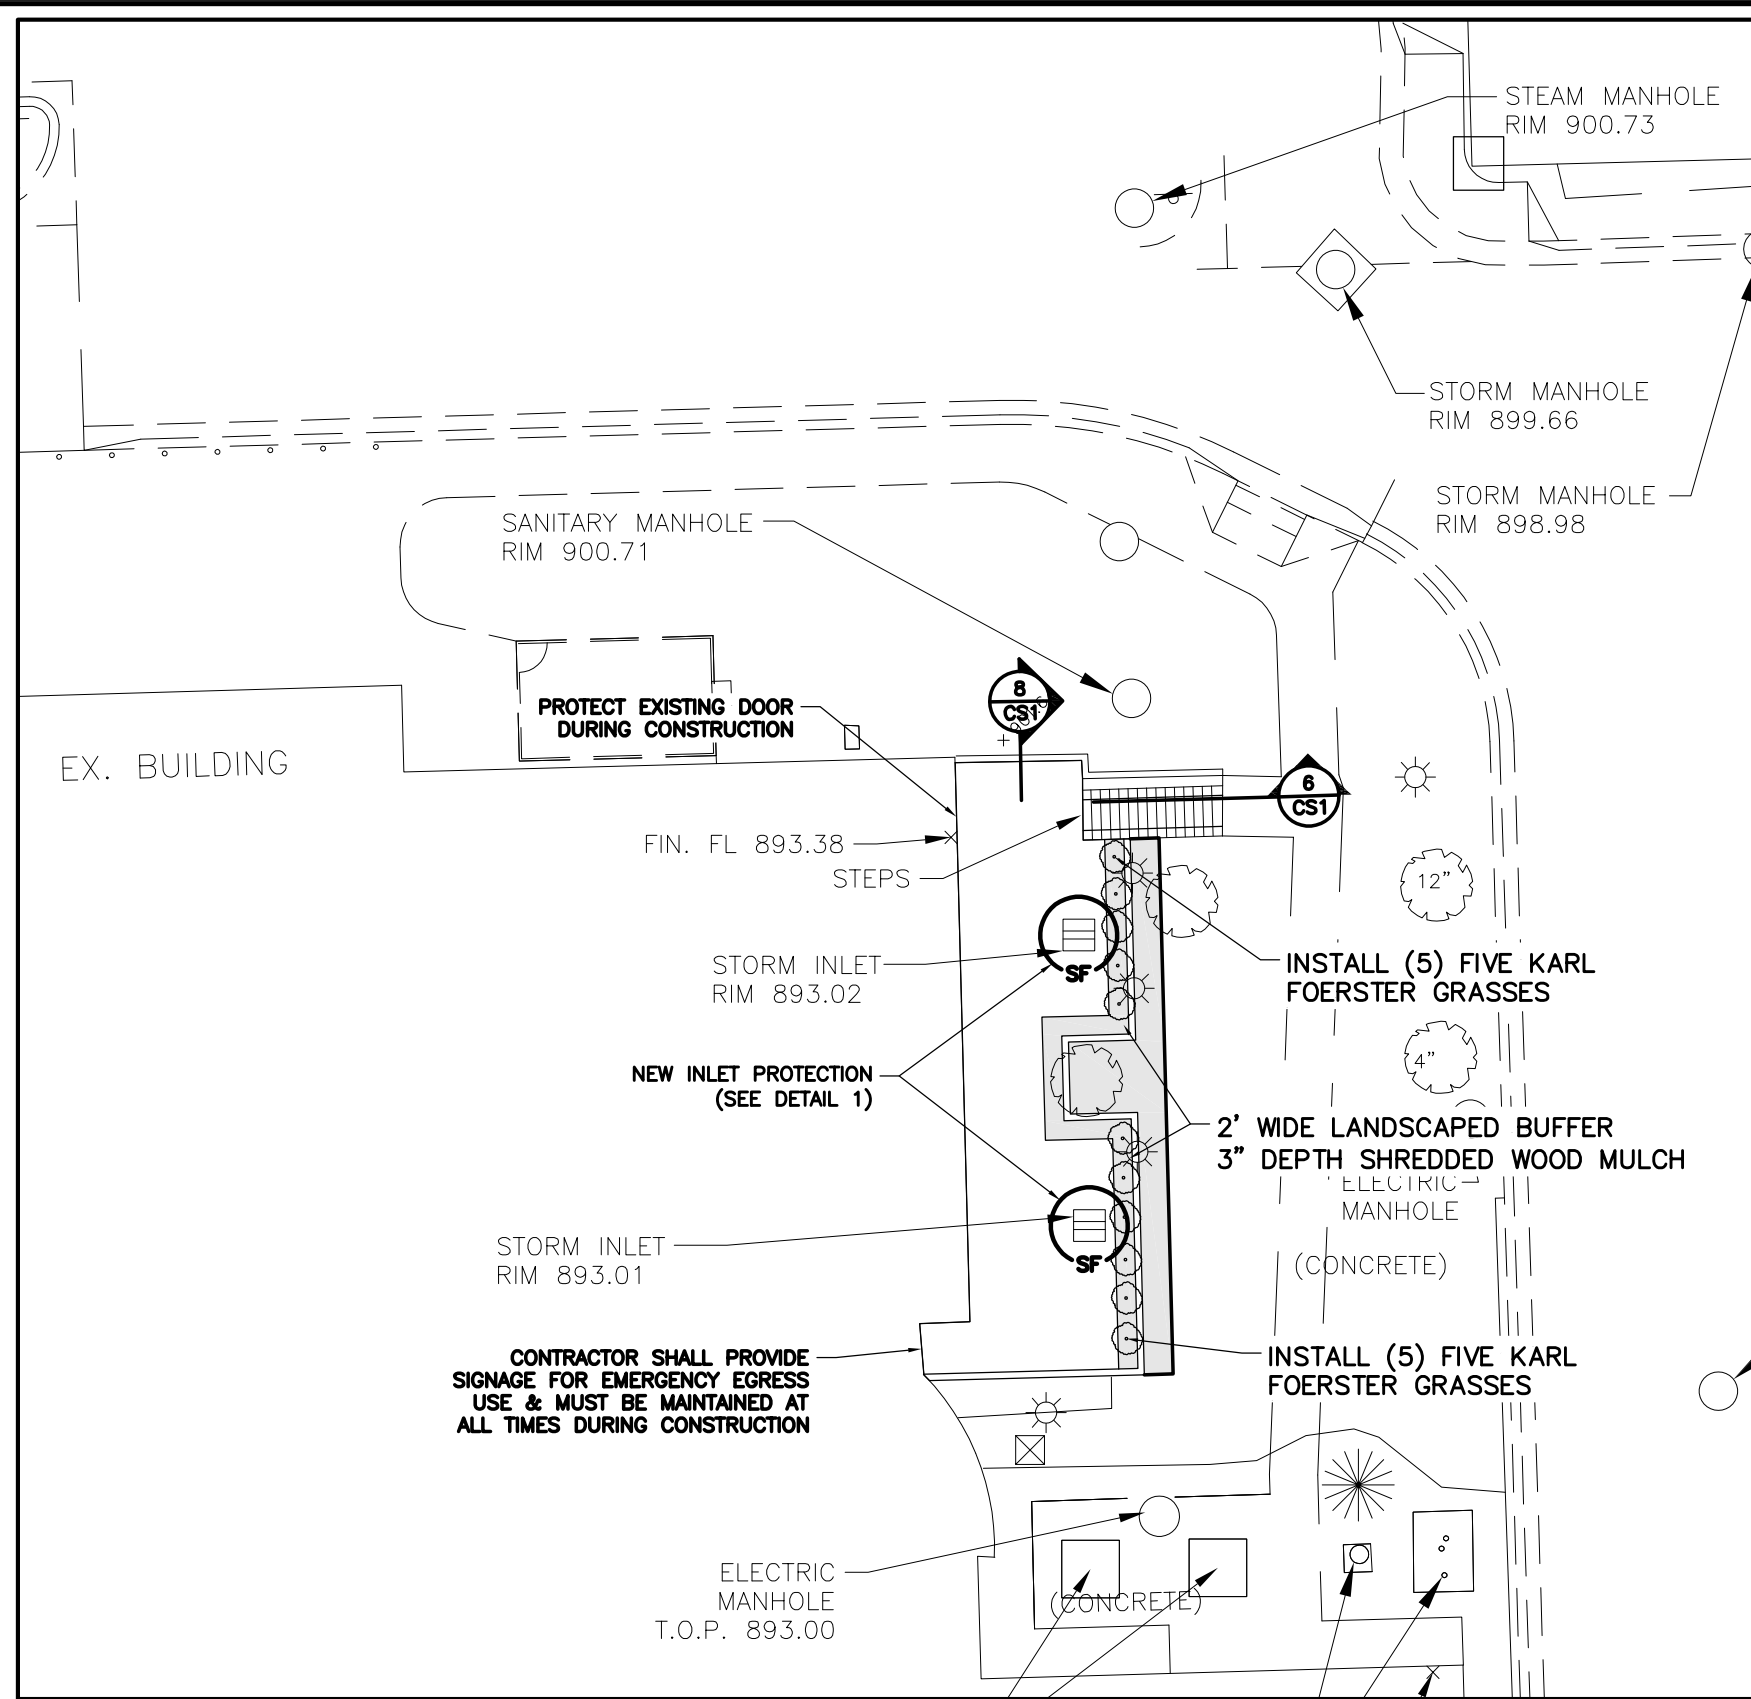 STEAM MANHOLE
RIM 900.73
STORM MANHOLE
RIM 899.66
STORM MANHOLE
RIM 898.98
SANITARY MANHOLE
RIM 900.71
8
CS1
PROTECT EXISTING DOOR
DURING CONSTRUCTION
EX. BUILDING
6
CS1
FIN. FL 893.38
STEPS
12"
STORM INLET
RIM 893.02
SF
INSTALL (5) FIVE KARL
FOERSTER GRASSES
NEW INLET PROTECTION
(SEE DETAIL 1)
4"
2' WIDE LANDSCAPED BUFFER
3" DEPTH SHREDDED WOOD MULCH
ELECTRIC
MANHOLE
(CONCRETE)
STORM INLET
RIM 893.01
SF
CONTRACTOR SHALL PROVIDE
SIGNAGE FOR EMERGENCY EGRESS
USE & MUST BE MAINTAINED AT
ALL TIMES DURING CONSTRUCTION
INSTALL (5) FIVE KARL
FOERSTER GRASSES
ELECTRIC
MANHOLE
T.O.P. 893.00
(CONCRETE)